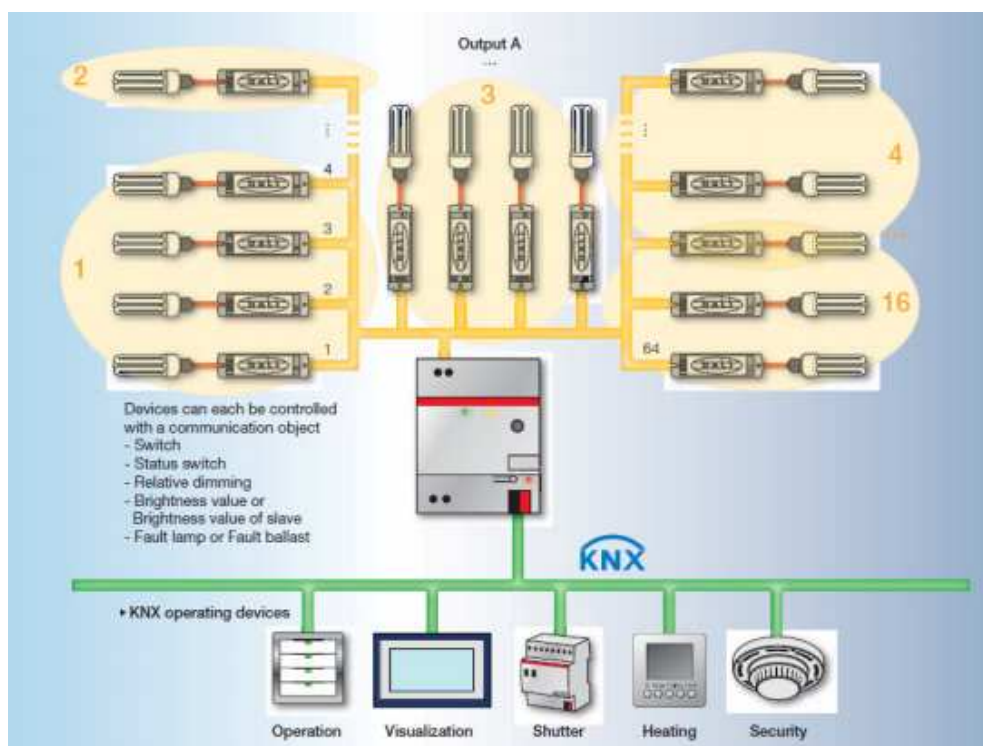 Output A
...
2
3
4
...
...
4
3
1
2
16
1
64
Devices can each be controlled
with a communication object
- Switch
- Status switch
- Relative dimming
- Brightness value or
Brightness value of slave
- Fault lamp or Fault ballast
KNX
▸ KNX operating devices
Operation
Visualization
Shutter
Heating
Security